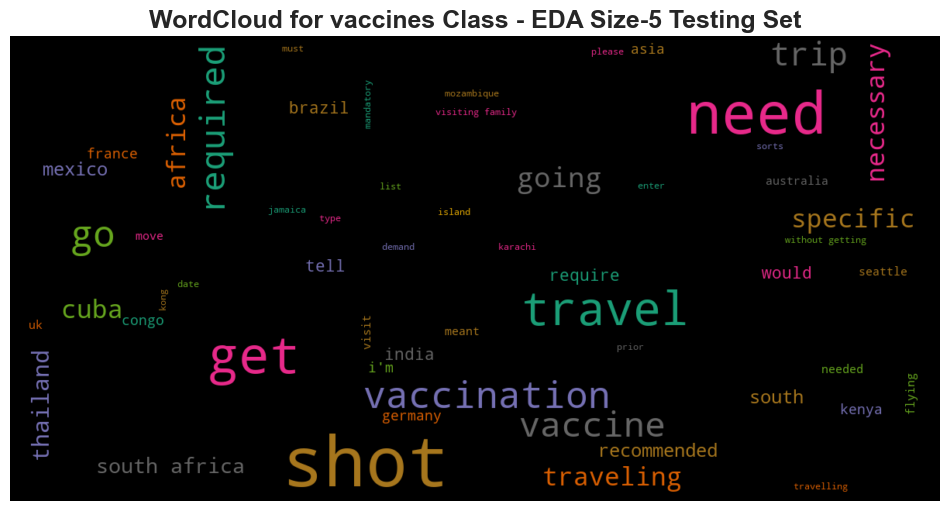 WordCloud for vaccines Class - EDA Size-5 Testing Set
must
please
asia
trip
necessary
required
mandatory
mozambique
brazil
visiting family
need
africa
france
mexico
sorts
going
list
enter
australia
jamaica
type
island
specific
go
move
demand
karachi
without getting
tell
require
would
seattle
date
kong
cuba
congo
travel
uk
visit
meant
get
india
prior
i'm
thailand
needed
flying
vaccination
south
kenya
germany
vaccine
shot
recommended
south africa
traveling
travelling